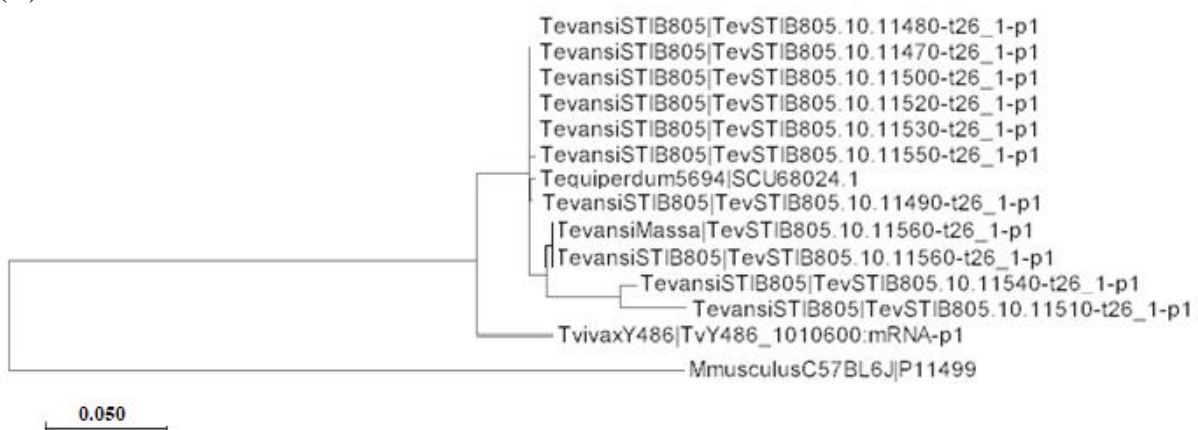 TevansiSTIB805|TevSTIB805.10.11480-t26_1-p1
TevansiSTIB805|TevSTIB805.10.11470-t26_1-p1
TevansiSTIB805|TevSTIB805.10.11500-t26_1-p1
TevansiSTIB805|TevSTIB805.10.11520-t26_1-p1
TevansiSTIB805|TevSTIB805.10.11530-t26_1-p1
TevansiSTIB805|TevSTIB805.10.11550-t26_1-p1
Tequiperdum5694|SCU68024.1
TevansiSTIB805|TevSTIB805.10.11490-t26_1-p1
TevansiMassa|TevSTIB805.10.11560-t26_1-p1
TevansiSTIB805|TevSTIB805.10.11560-t26_1-p1
TevansiSTIB805|TevSTIB805.10.11540-t26_1-p1
TevansiSTIB805|TevSTIB805.10.11510-t26_1-p1
TvivaxY486|TvY486_1010600:mRNA-p1
MmusculusC57BL6J|P11499
0.050